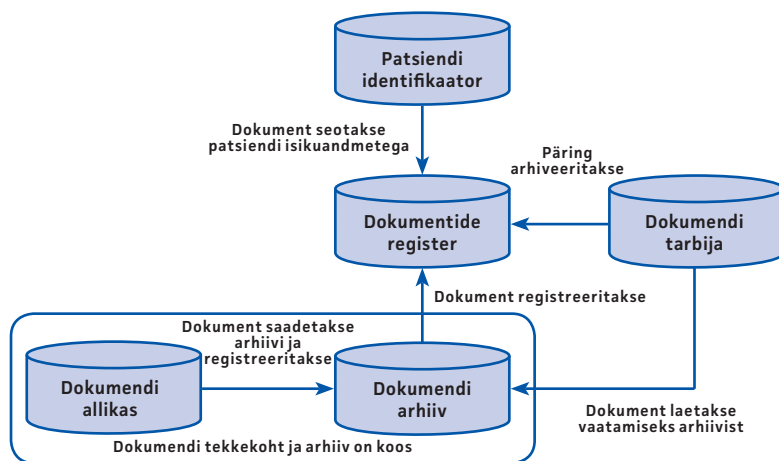 Patsiendi
identifikaator
Dokument seotakse
patsiendi isikuandmetega
Päring
arhiveeritakse
Dokumentide
register
Dokumendi
tarbija
Dokument registreeritakse
Dokument saadetakse
arhiivi ja
registreeritakse
Dokumendi
allikas
Dokumendi
arhiiv
Dokument laetakse
vaatamiseks arhiivist
Dokumendi tekkekoht ja arhiiv on koos